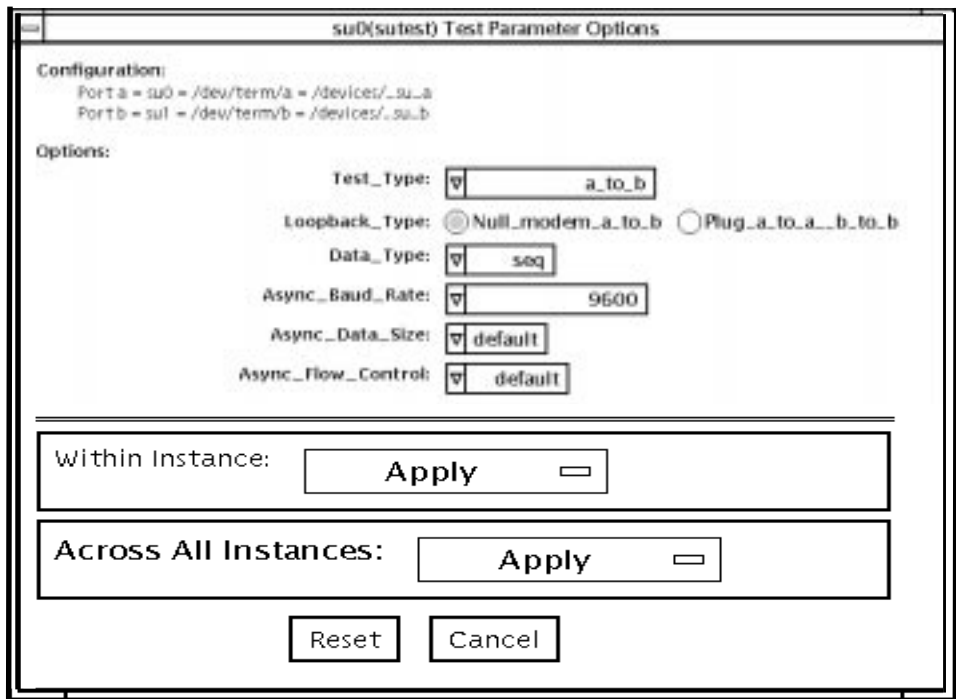 su0(sutest) Test Parameter Options
Configuration:
Port a = su0 = /dev/term/a = /devices/_su_a
Port b = su1 = /dev/term/b = /devices/_su_b
Options:
Test_Type: a_to_b
Loopback_Type: Null_modem_a_to_b Plug_a_to_a__b_to_b
Data_Type: seq
Async_Baud_Rate: 9600
Async_Data_Size: default
Async_Flow_Control: default
Within Instance: Apply
Across All Instances: Apply
Reset Cancel